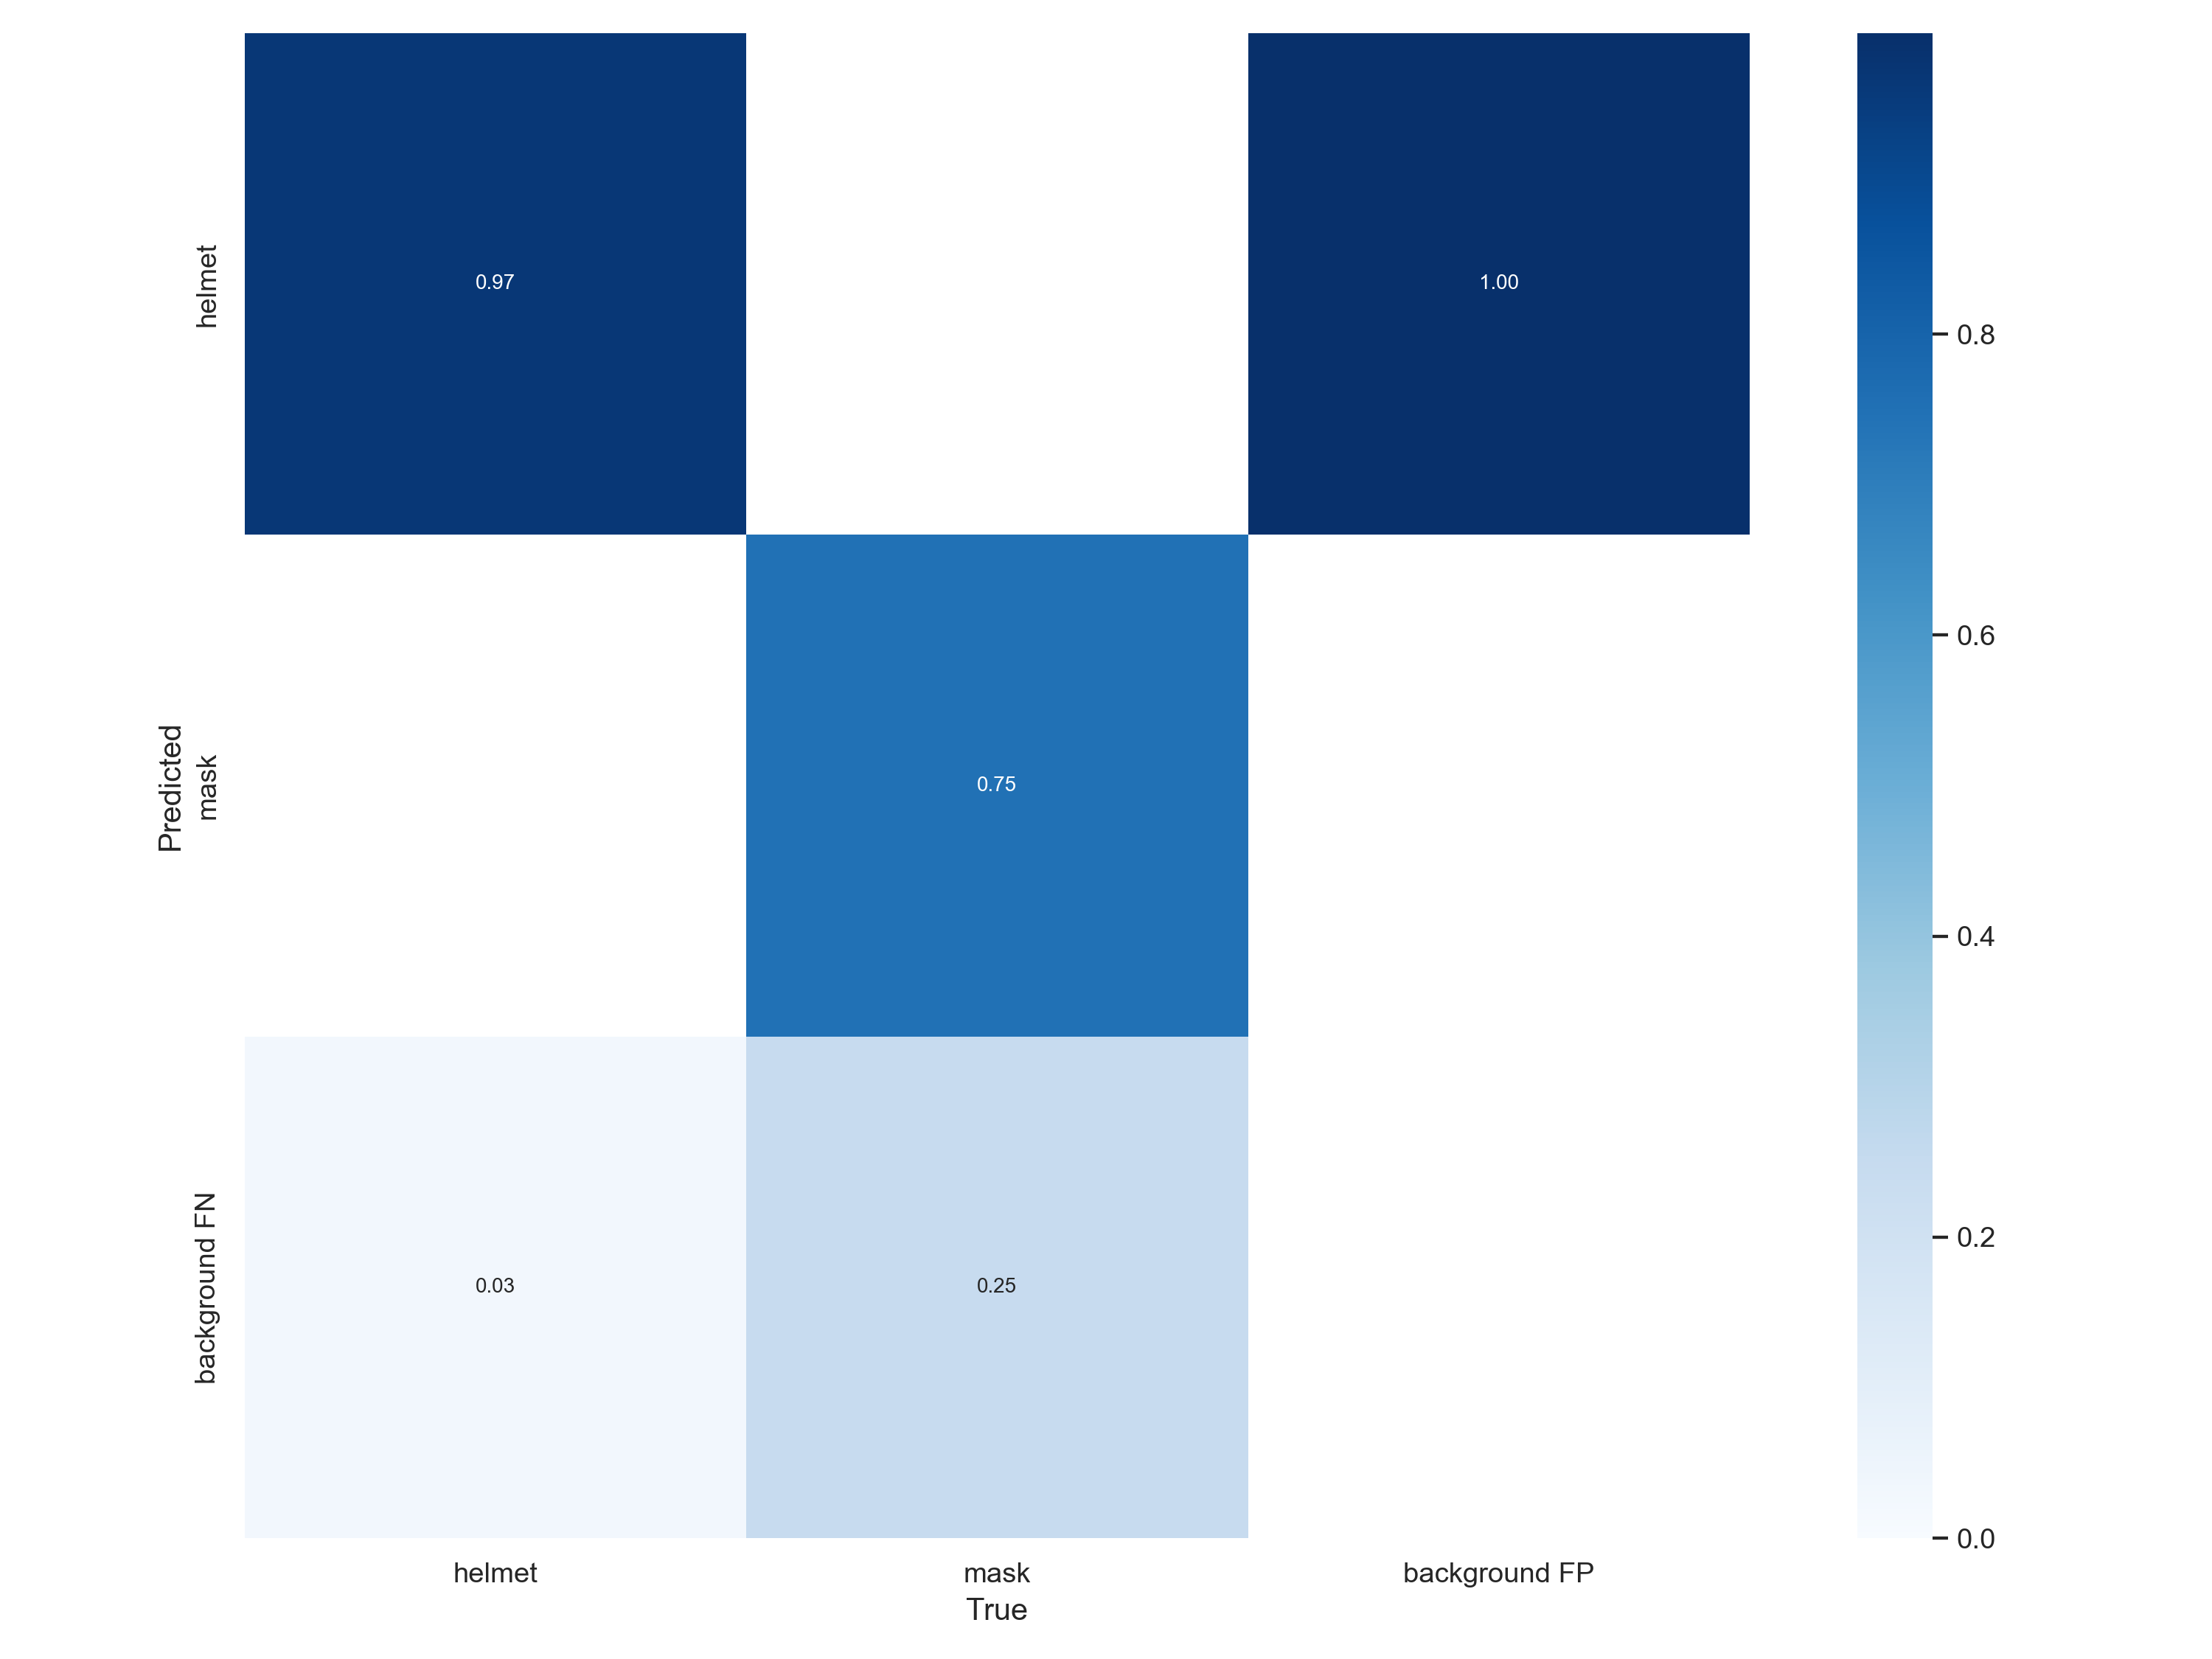 helmet
0.97
1.00
0.8
0.6
Predicted
mask
0.75
0.4
background FN
0.03
0.25
0.2
0.0
helmet
mask
background FP
True